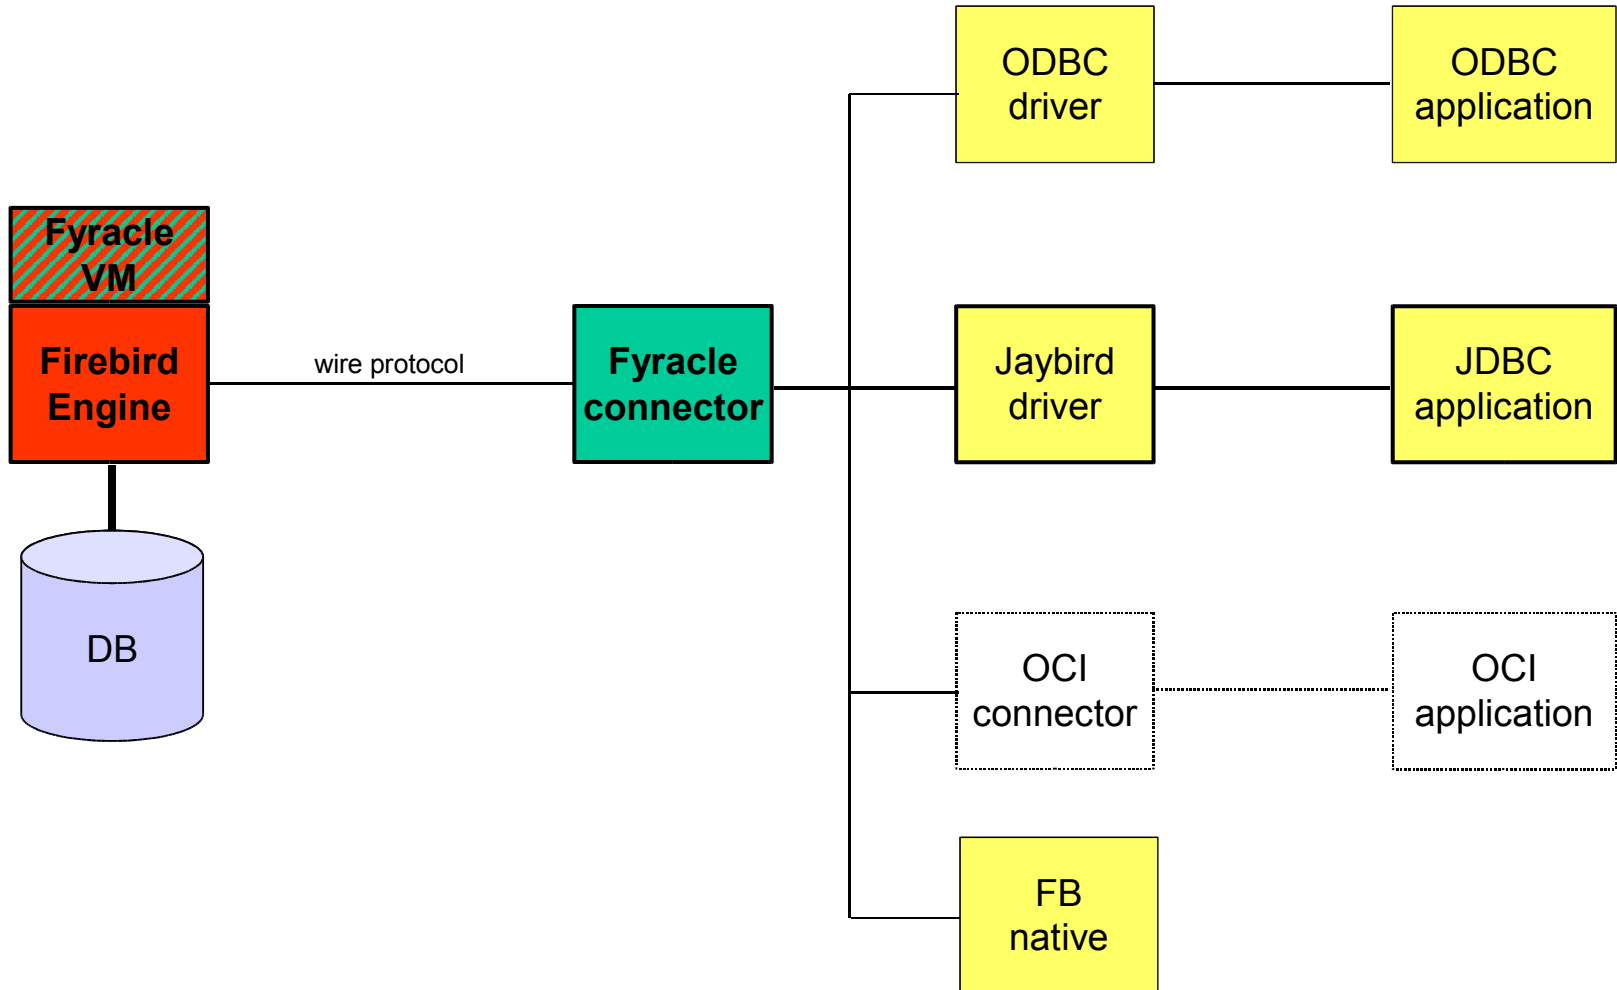 ODBC
driver
ODBC
application
Fyracle
VM
Firebird
Engine
wire protocol
Fyracle
connector
Jaybird
driver
JDBC
application
DB
OCI
connector
OCI
application
FB
native